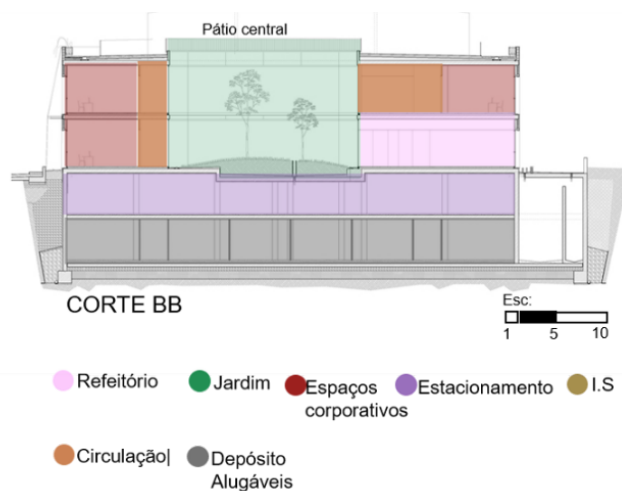 Pátio central
CORTE BB
Esc:
1 5 10
Refeitório
Jardim
Espaços
corporativos
Estacionamento
I.S
Circulação|
Depósito
Alugáveis